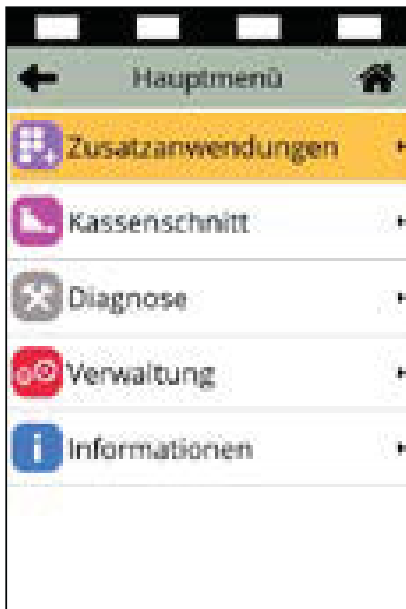 Hauptmenü
Zusatzanwendungen
Kassenschnitt
Diagnose
Verwaltung
Informationen